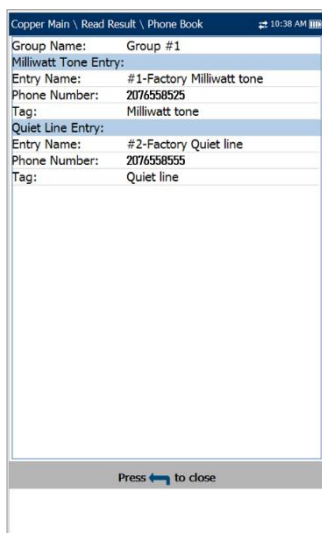 Copper Main \ Read Result \ Phone Book 10:38 AM
Group Name: Group #1
Milliwatt Tone Entry:
Entry Name: #1-Factory Milliwatt tone
Phone Number: 2076558525
Tag: Milliwatt tone
Quiet Line Entry:
Entry Name: #2-Factory Quiet line
Phone Number: 2076558555
Tag: Quiet line
Press to close